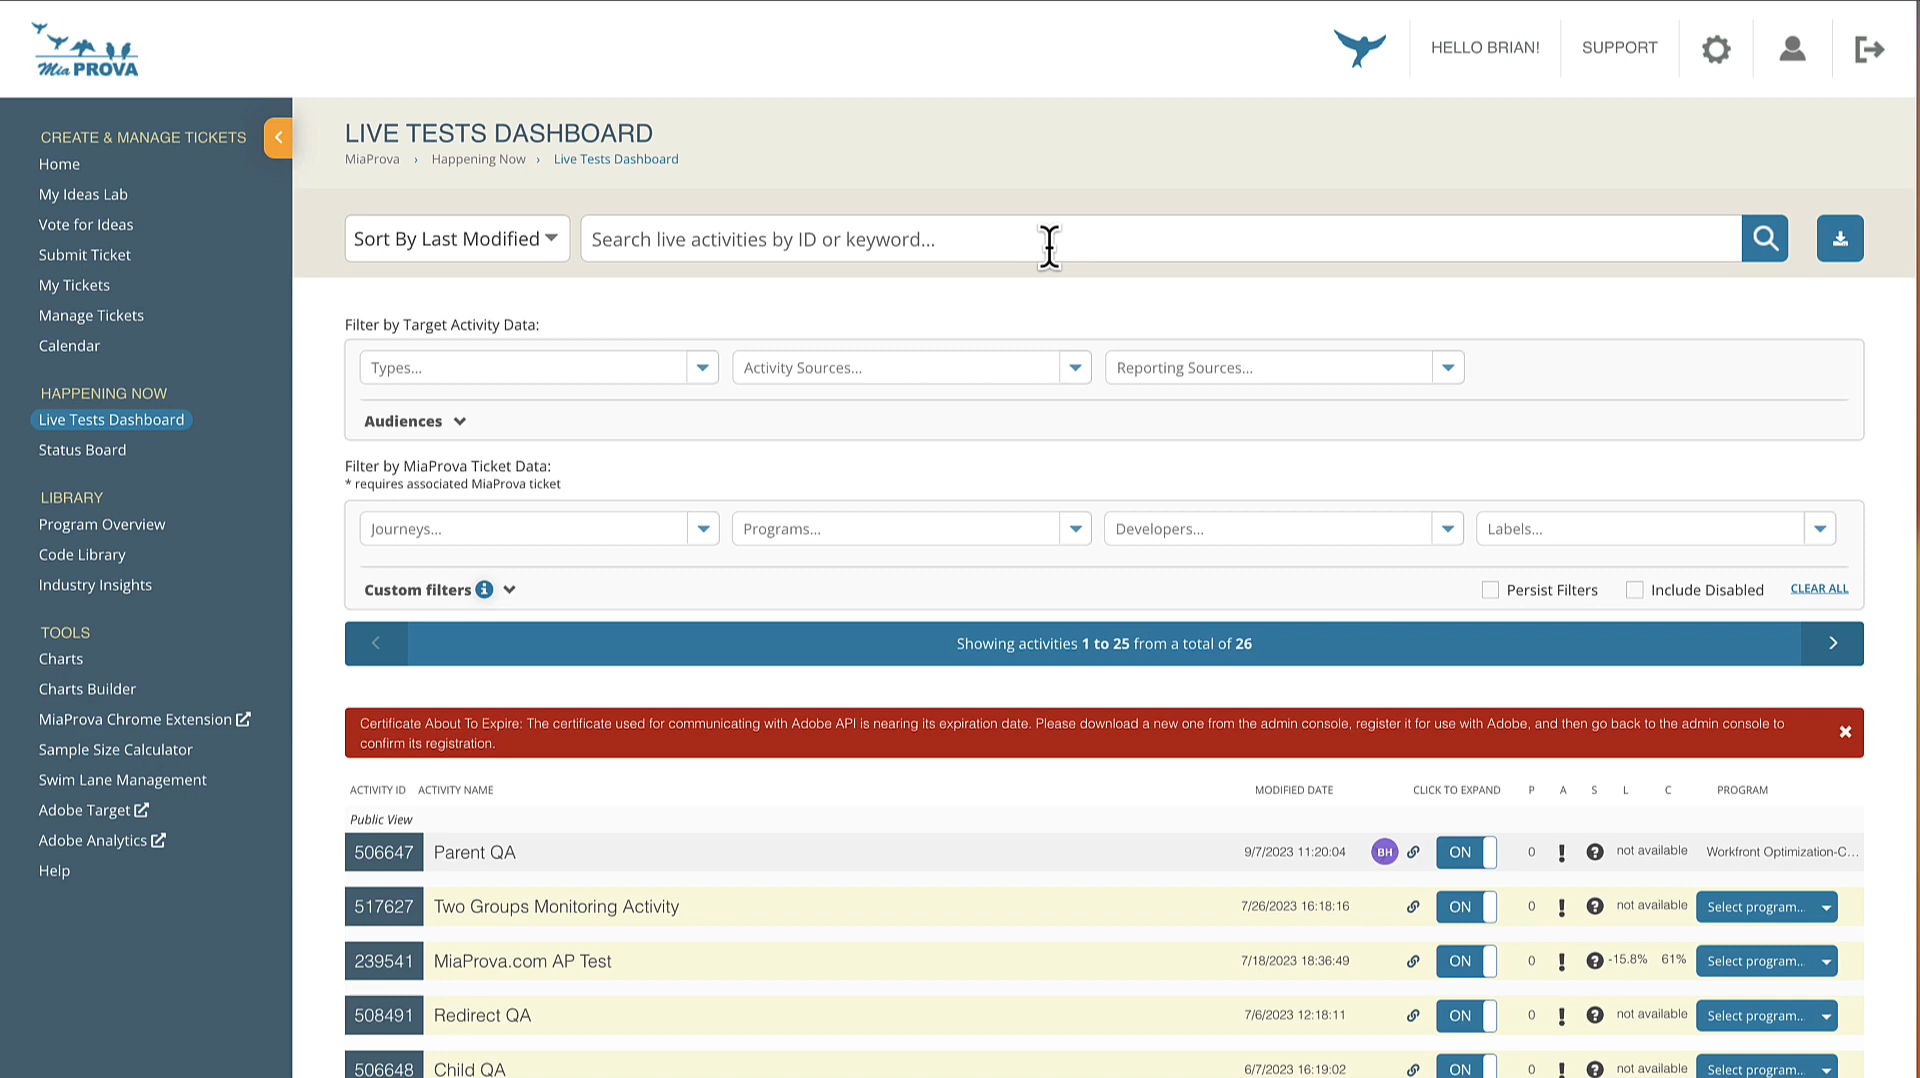 Mia PROVA
HELLO BRIAN!
SUPPORT
CREATE & MANAGE TICKETS
Home
My Ideas Lab
Vote for Ideas
Submit Ticket
My Tickets
Manage Tickets
Calendar
HAPPENING NOW
Live Tests Dashboard
Status Board
LIBRARY
Program Overview
Code Library
Industry Insights
TOOLS
Charts
Charts Builder
MiaProva Chrome Extension
Sample Size Calculator
Swim Lane Management
Adobe Target
Adobe Analytics
Help
LIVE TESTS DASHBOARD
MiaProva › Happening Now › Live Tests Dashboard
Sort By Last Modified
Search live activities by ID or keyword...
Filter by Target Activity Data:
Types... Activity Sources... Reporting Sources...
Audiences
Filter by MiaProva Ticket Data:
* requires associated MiaProva ticket
Journeys... Programs... Developers... Labels...
Custom filters Persist Filters Include Disabled CLEAR ALL
Showing activities 1 to 25 from a total of 26
Certificate About To Expire: The certificate used for communicating with Adobe API is nearing its expiration date. Please download a new one from the admin console, register it for use with Adobe, and then go back to the admin console to
confirm its registration.
ACTIVITY ID ACTIVITY NAME MODIFIED DATE CLICK TO EXPAND P A S L C PROGRAM
Public View
506647 Parent QA 9/7/2023 11:20:04 BH ON 0 ! ? not available Workfront Optimization-C...
517627 Two Groups Monitoring Activity 7/26/2023 16:18:16 ON 0 ! ? not available Select program...
239541 MiaProva.com AP Test 7/18/2023 18:36:49 ON 0 ! ? -15.8% 61% Select program...
508491 Redirect QA 7/6/2023 12:18:11 ON 0 ! ? not available Select program...
506648 Child QA 6/7/2023 16:19:02 ON 0 ! ? not available Select program...